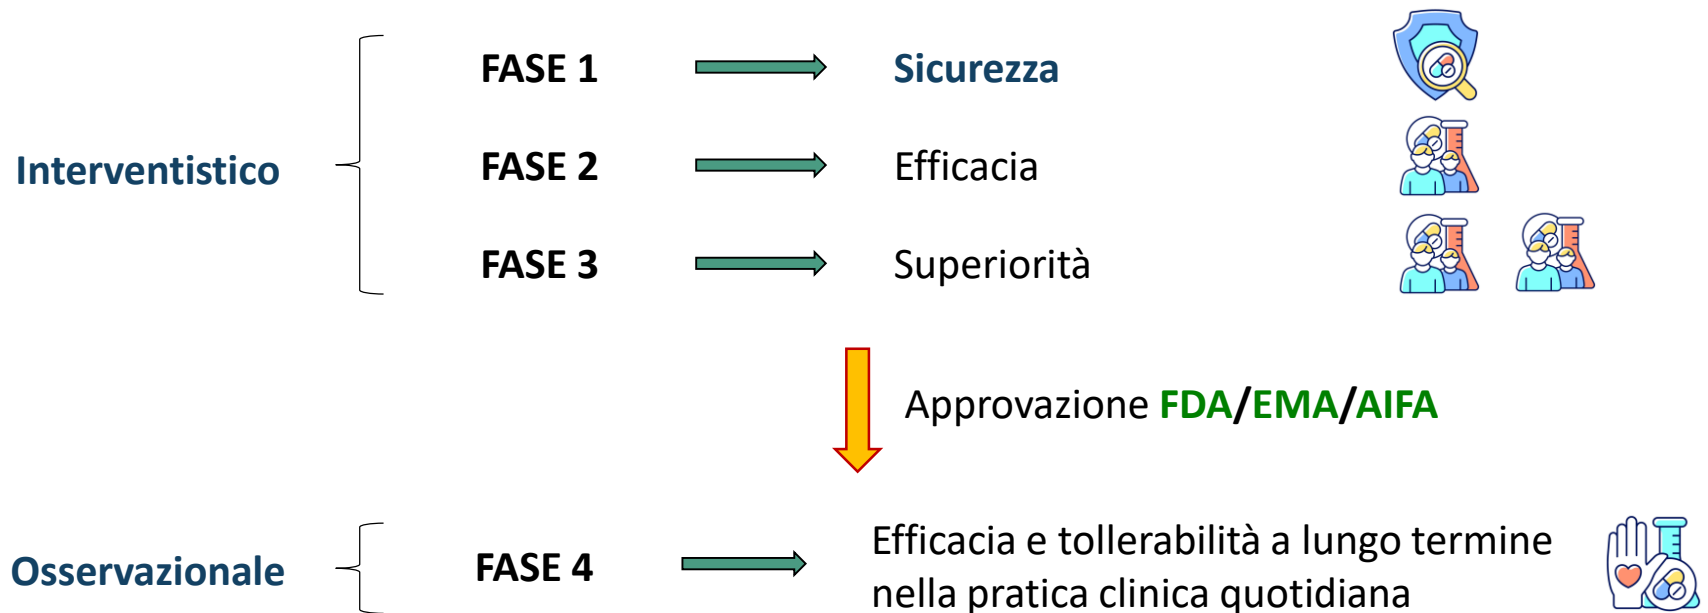 FASE 1 Sicurezza
Interventistico FASE 2 Efficacia
FASE 3 Superiorità
Approvazione FDA/EMA/AIFA
Efficacia e tollerabilità a lungo termine
Osservazionale FASE 4
nella pratica clinica quotidiana